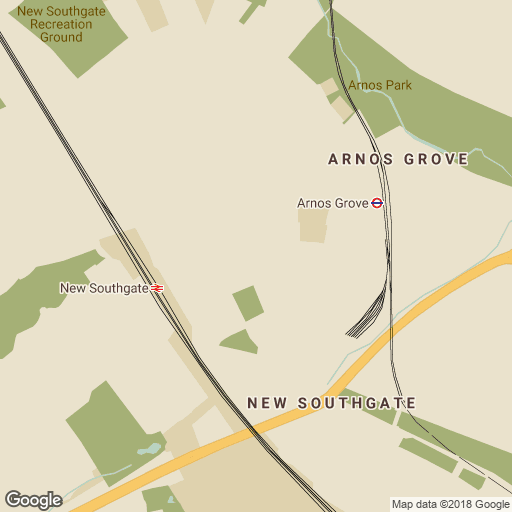 New Southgate
Recreation
Ground
Arnos Park
ARNOS GROVE
Arnos Grove
New Southgate
NEW SOUTHGATE
Google
Map data ©2018 Google